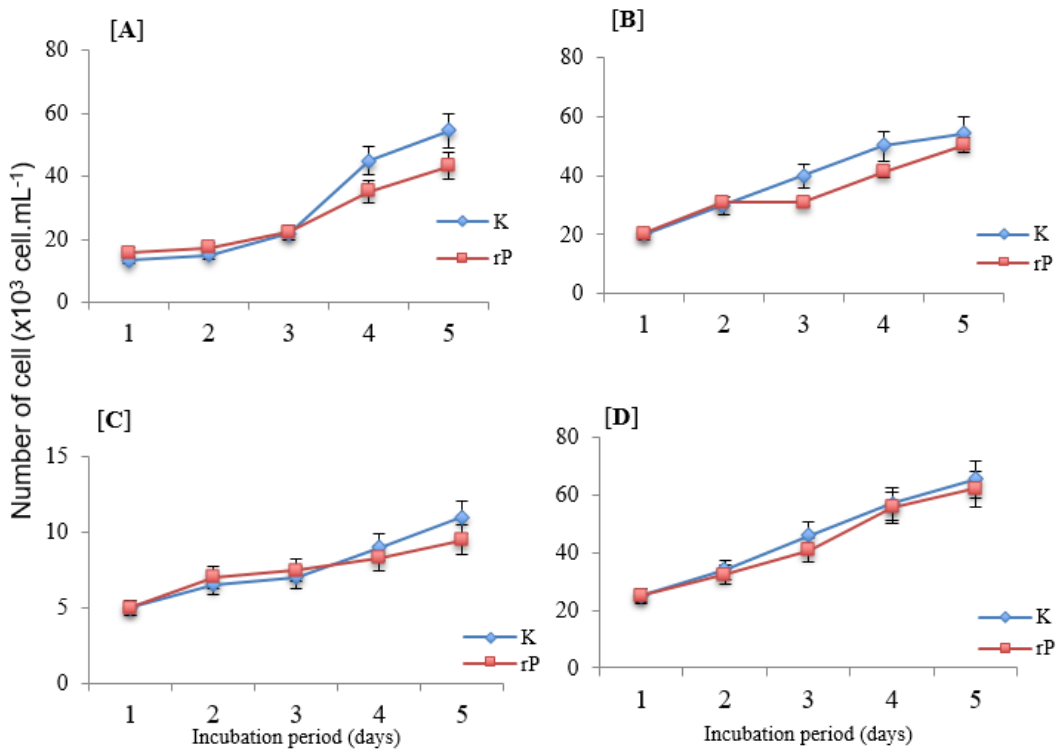 Number of cell (x10³ cell.mL⁻¹)
[A]
80
60
40
20
0
1 2 3 4 5
K
rP
[B]
80
60
40
20
0
1 2 3 4 5
K
rP
[C]
15
10
5
0
1 2 3 4 5
Incubation period (days)
K
rP
[D]
80
60
40
20
0
1 2 3 4 5
Incubation period (days)
K
rP